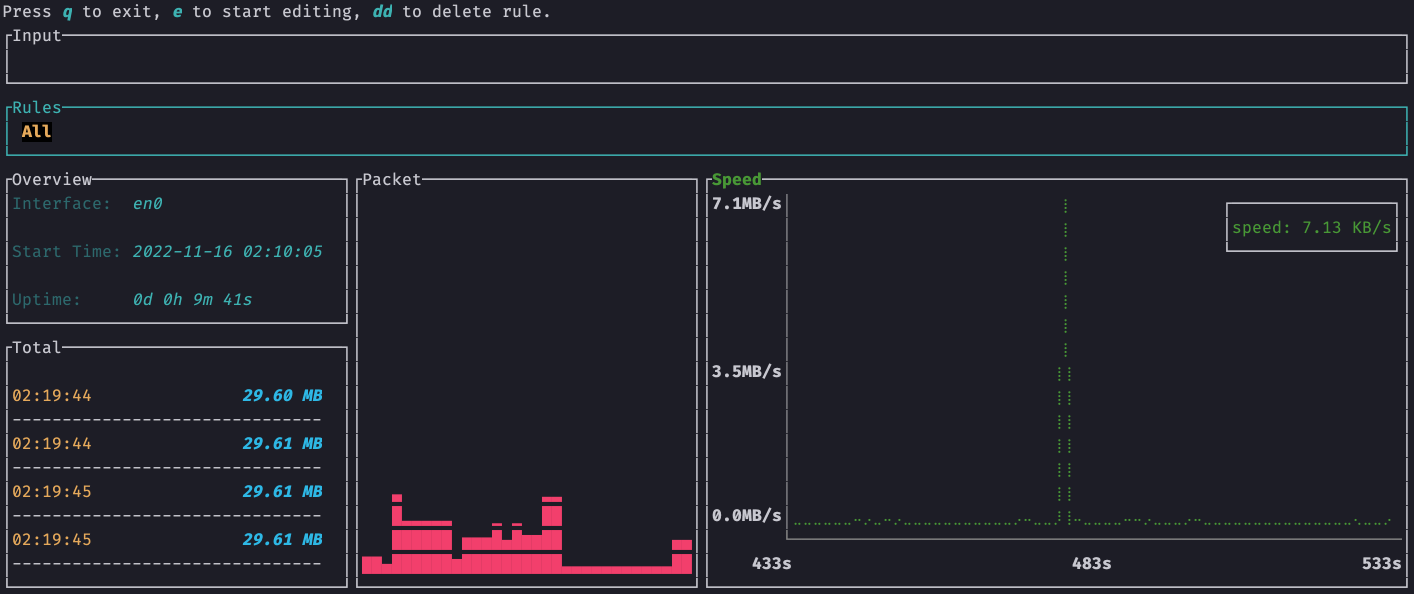 Press q to exit, e to start editing, dd to delete rule.
Input
Rules
All
Overview
Interface: en0
Start Time: 2022-11-16 02:10:05
Uptime: 0d 0h 9m 41s
Total
02:19:44 29.60 MB
--------------------------------
02:19:44 29.61 MB
--------------------------------
02:19:45 29.61 MB
--------------------------------
02:19:45 29.61 MB
--------------------------------
Packet
Speed
7.1MB/s
speed: 7.13 KB/s
3.5MB/s
0.0MB/s
433s 483s 533s